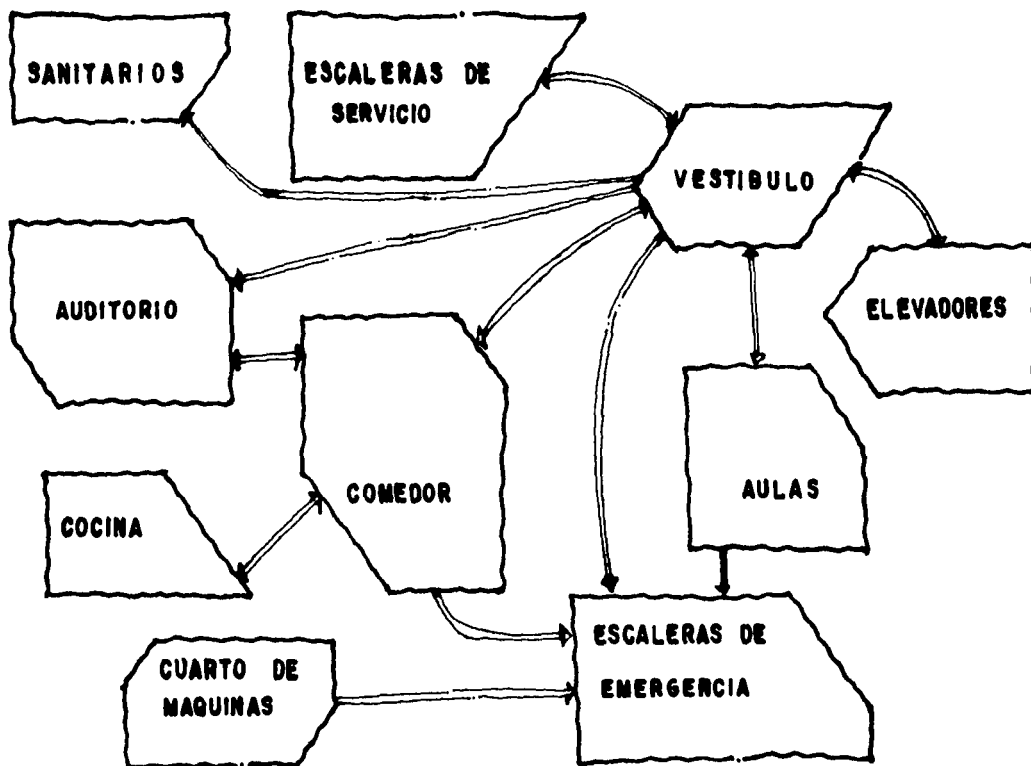 SANITARIOS
ESCALERAS DE
SERVICIO
VESTIBULO
AUDITORIO
ELEVADORES
COMEDOR
AULAS
COCINA
ESCALERAS DE
EMERGENCIA
CUARTO DE
MAQUINAS